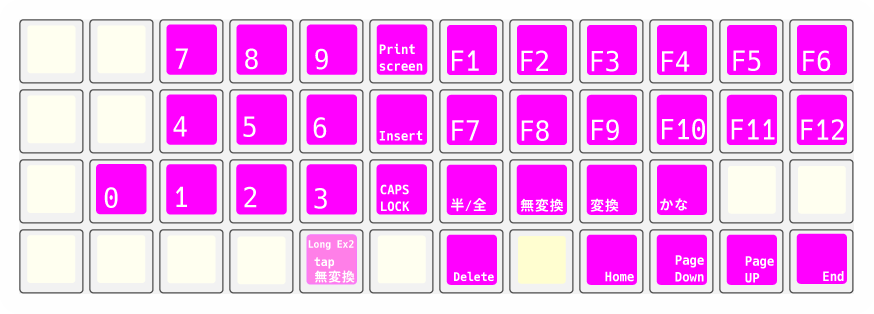 7
8
9
Print
screen
F1
F2
F3
F4
F5
F6
4
5
6
Insert
F7
F8
F9
F10
F11
F12
0
1
2
3
CAPS
LOCK
半/全
無変換
変換
かな
Long Ex2
tap
無変換
Delete
Home
Page
Down
Page
UP
End